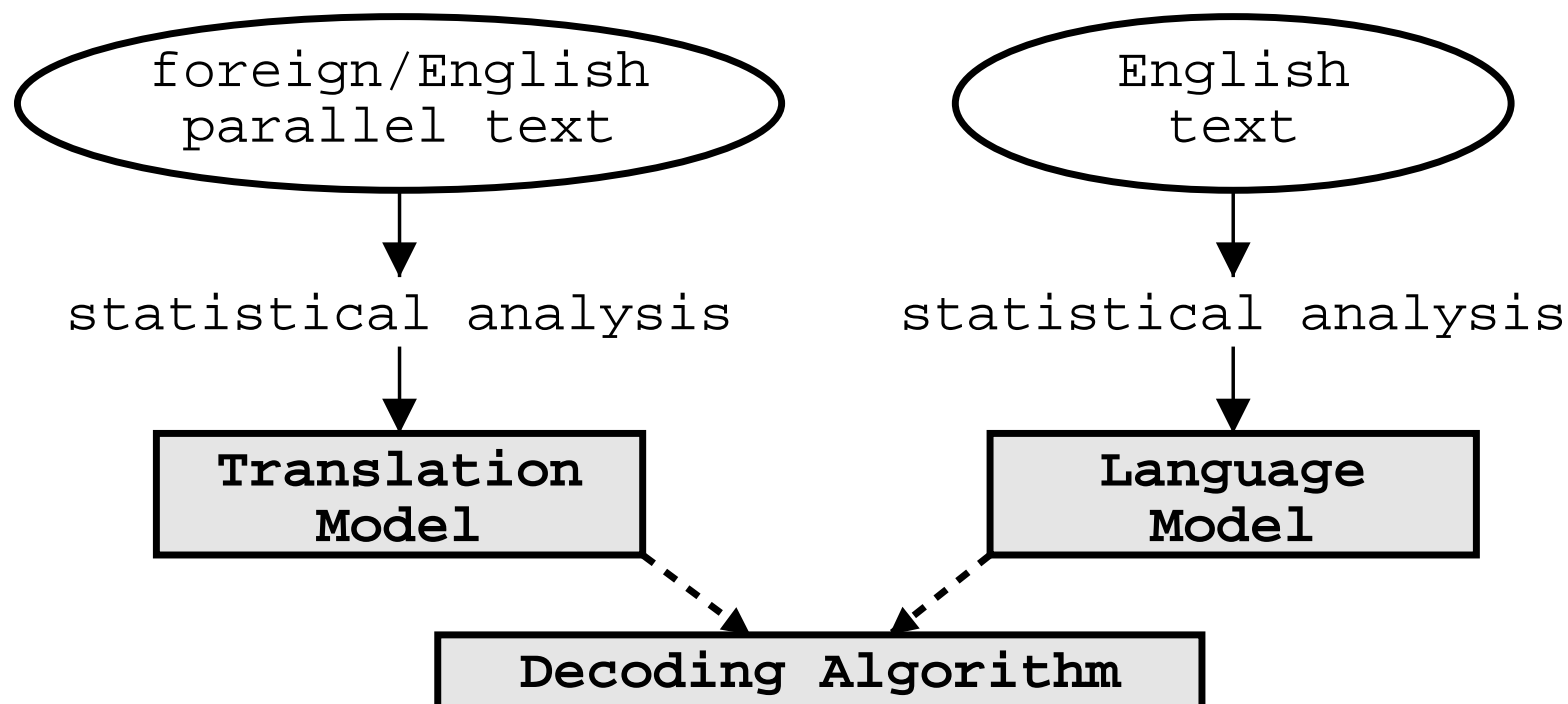 foreign/English
parallel text
English
text
statistical analysis
statistical analysis
Translation
Model
Language
Model
Decoding Algorithm